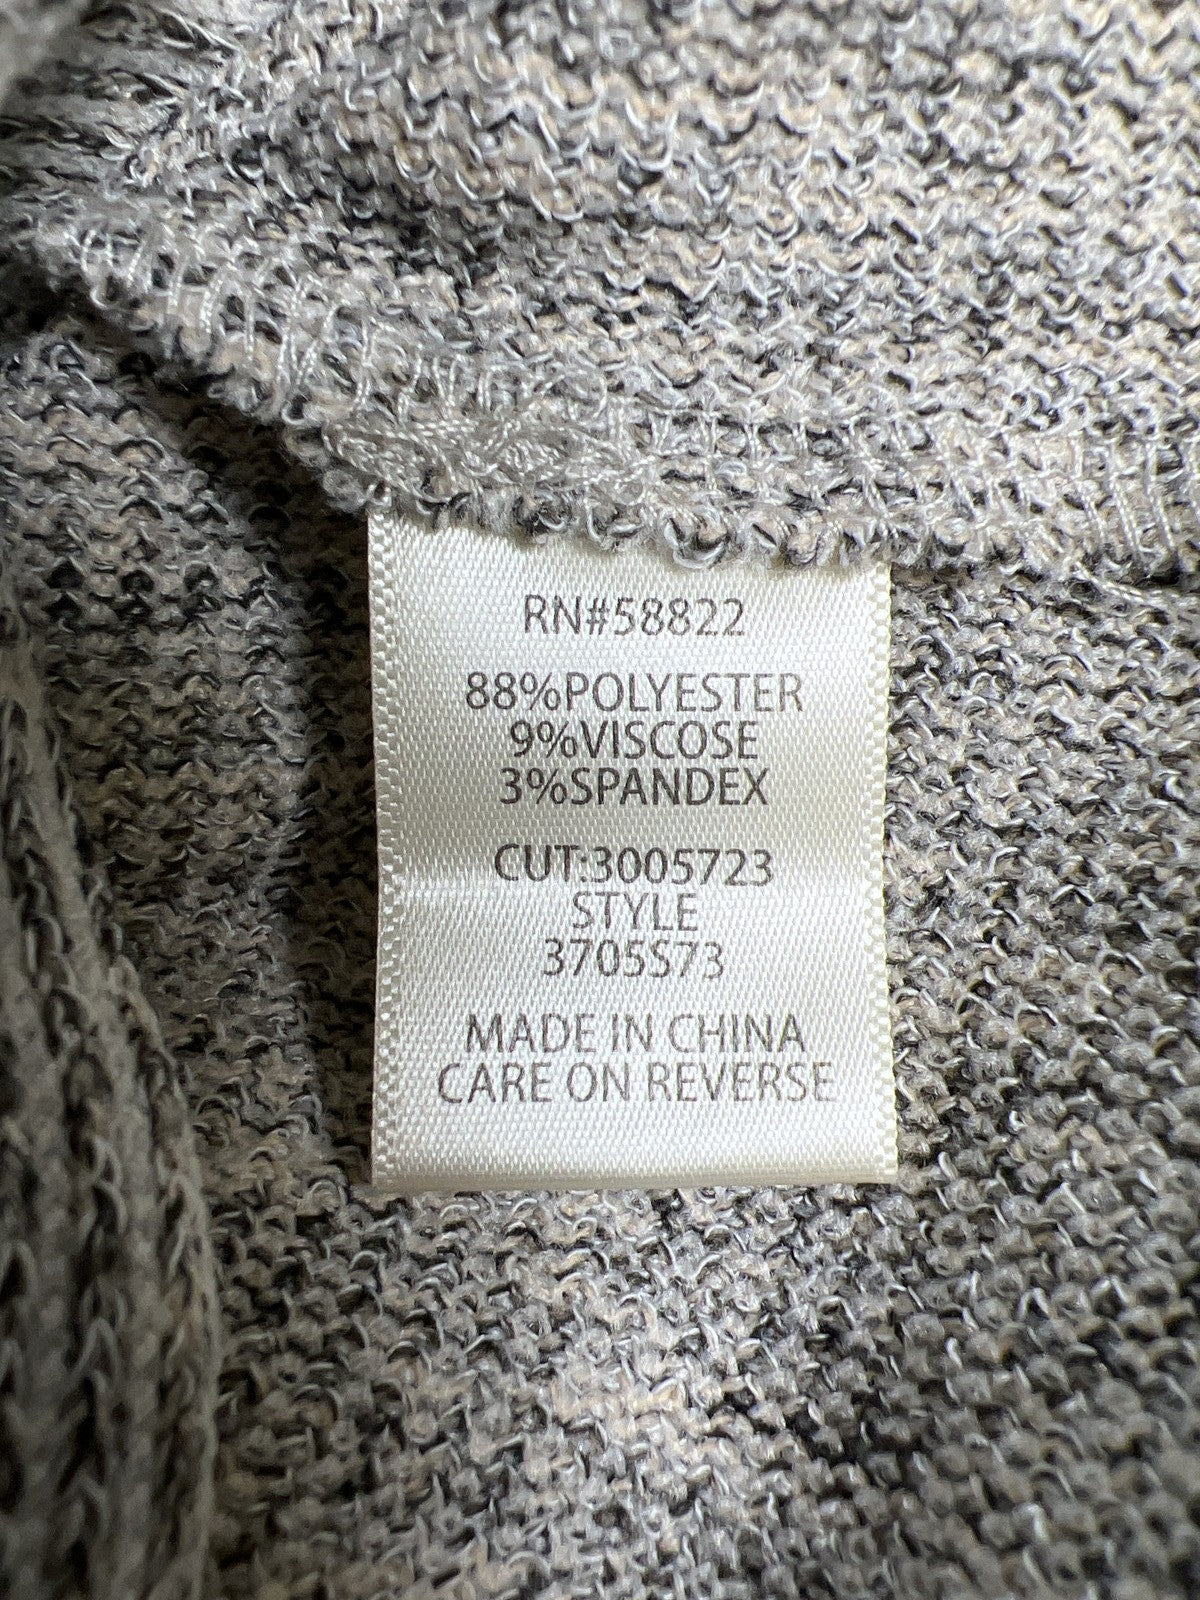 RN#58822
88%POLYESTER
9%VISCOSE
3%SPANDEX
CUT:3005723
STYLE
3705S73
MADE IN CHINA
CARE ON REVERSE